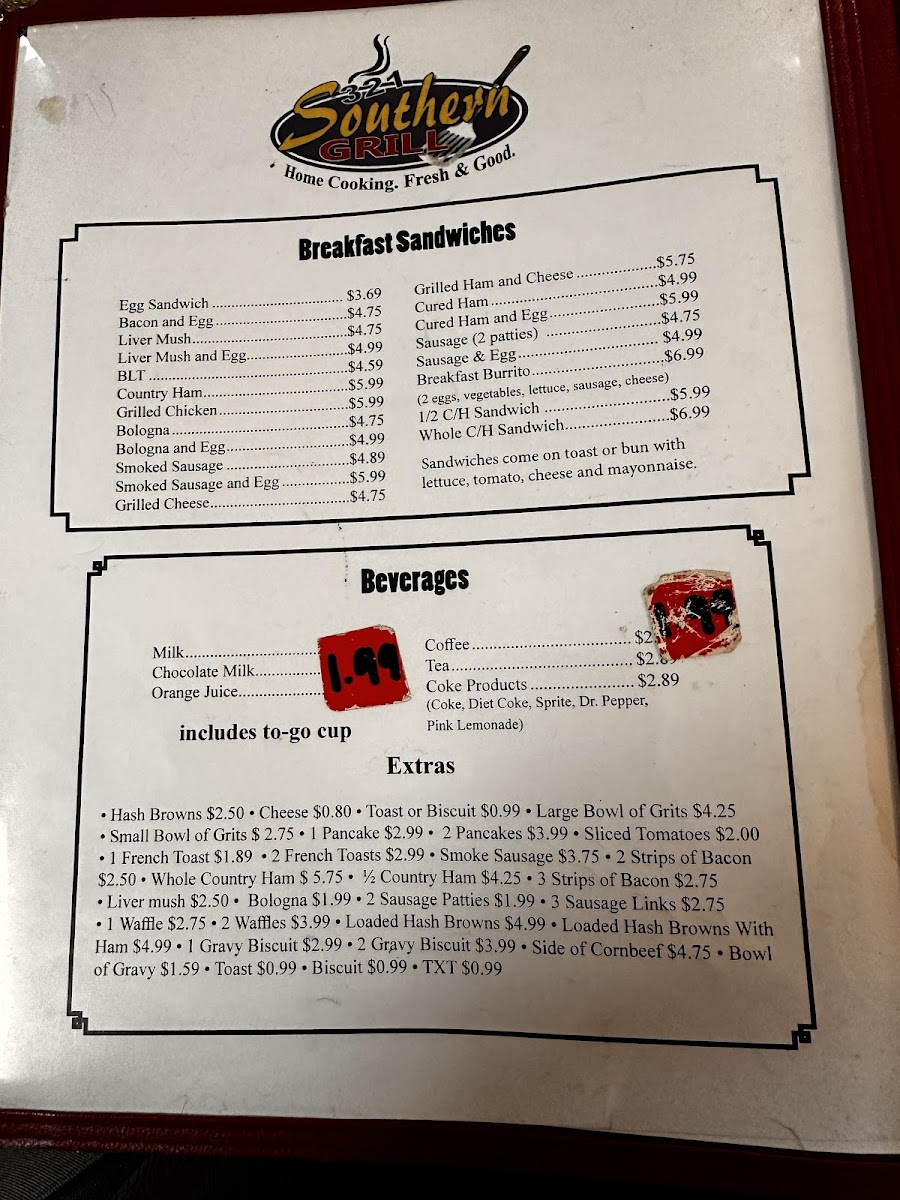 3-2-1
Southern
GRILL
Home Cooking. Fresh & Good.
Breakfast Sandwiches
Egg Sandwich ............................ $3.69
Bacon and Egg ............................ $4.75
Liver Mush ............................ $4.75
Liver Mush and Egg ............................ $4.99
BLT ............................ $4.59
Country Ham ............................ $5.99
Grilled Chicken ............................ $5.99
Bologna ............................ $4.75
Bologna and Egg ............................ $4.99
Smoked Sausage ............................ $4.89
Smoked Sausage and Egg ............... $5.99
Grilled Cheese ............................ $4.75
Grilled Ham and Cheese .................. $5.75
Cured Ham ............................ $4.99
Cured Ham and Egg ..................... $5.99
Sausage (2 patties) ..................... $4.75
Sausage & Egg ............................ $4.99
Breakfast Burrito ......................... $6.99
(2 eggs, vegetables, lettuce, sausage, cheese)
1/2 C/H Sandwich ......................... $5.99
Whole C/H Sandwich ..................... $6.99
Sandwiches come on toast or bun with
lettuce, tomato, cheese and mayonnaise.
Beverages
Milk ............................
Chocolate Milk ...............
Orange Juice ...................
1.99
includes to-go cup
Coffee ............................ $2.
1.99
Tea ............................ $2.89
Coke Products ..................... $2.89
(Coke, Diet Coke, Sprite, Dr. Pepper,
Pink Lemonade)
Extras
• Hash Browns $2.50 • Cheese $0.80 • Toast or Biscuit $0.99 • Large Bowl of Grits $4.25
• Small Bowl of Grits $ 2.75 • 1 Pancake $2.99 • 2 Pancakes $3.99 • Sliced Tomatoes $2.00
• 1 French Toast $1.89 • 2 French Toasts $2.99 • Smoke Sausage $3.75 • 2 Strips of Bacon
$2.50 • Whole Country Ham $ 5.75 • ½ Country Ham $4.25 • 3 Strips of Bacon $2.75
• Liver mush $2.50 • Bologna $1.99 • 2 Sausage Patties $1.99 • 3 Sausage Links $2.75
• 1 Waffle $2.75 • 2 Waffles $3.99 • Loaded Hash Browns $4.99 • Loaded Hash Browns With
Ham $4.99 • 1 Gravy Biscuit $2.99 • 2 Gravy Biscuit $3.99 • Side of Cornbeef $4.75 • Bowl
of Gravy $1.59 • Toast $0.99 • Biscuit $0.99 • TXT $0.99